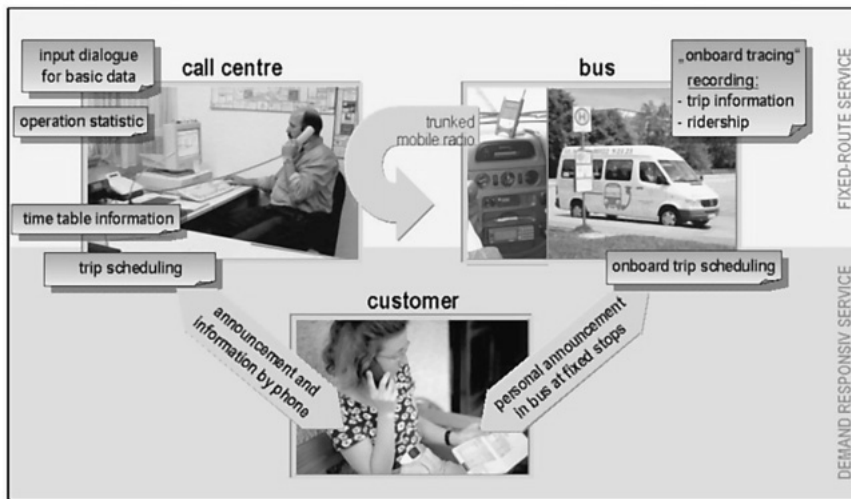 input dialogue
for basic data
call centre
bus
„onboard tracing“
recording:
- trip information
- ridership
operation statistic
trunked
mobile radio
H
time table information
trip scheduling
onboard trip scheduling
customer
announcement and
information by phone
personal announcement
in bus at fixed stops
FIXED-ROUTE SERVICE
DEMAND RESPONSIV SERVICE